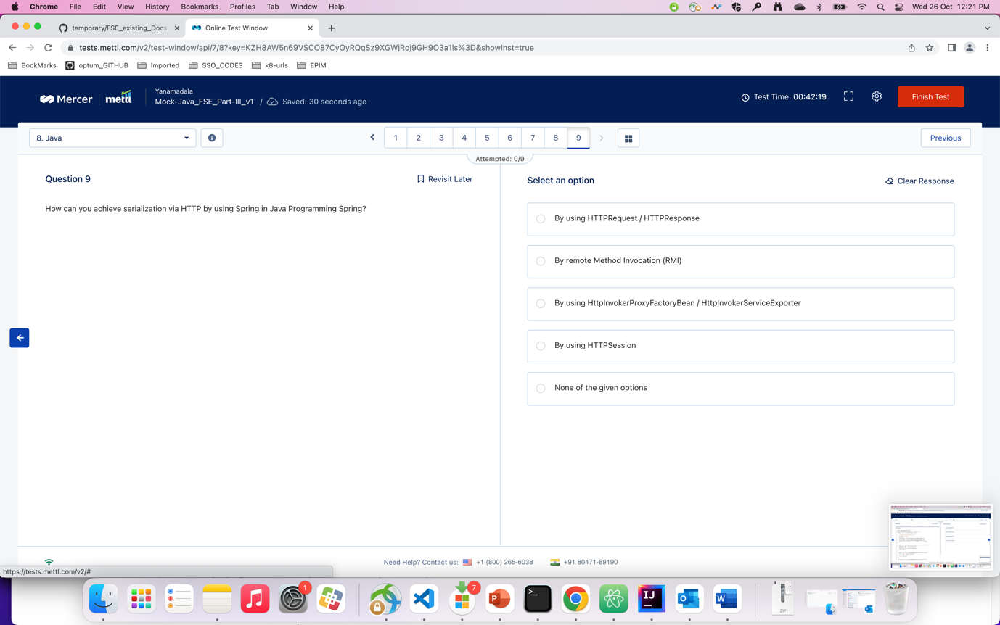 Chrome File Edit View History Bookmarks Profiles Tab Window Help Wed 26 Oct 12:21 PM
temporary/FSE_existing_Docs. Online Test Window
tests.mettl.com/v2/test-window/api/7/8?key=KZH8AW5n69VSCO87CyOyRQqSz9XGWjRoj9GH9O3a1ls%3D&showInst=true
BookMarks optum_GITHUB Imported SSO_CODES k8-urls EPIM
Mercer mettl
Yanamadala
Mock-Java_FSE_Part-III_v1 / Saved: 30 seconds ago
Test Time: 00:42:19
Finish Test
8. Java
1 2 3 4 5 6 7 8 9
Previous
Attempted: 0/9
Question 9
Revisit Later
How can you achieve serialization via HTTP by using Spring in Java Programming Spring?
Select an option
Clear Response
By using HTTPRequest / HTTPResponse
By remote Method Invocation (RMI)
By using HttpInvokerProxyFactoryBean / HttpInvokerServiceExporter
By using HTTPSession
None of the given options
Need Help? Contact us: +1 (800) 265-6038 +91 80471-89190
https://tests.mettl.com/v2/#
1
7
P
>_
IJ
O
W
ZIP